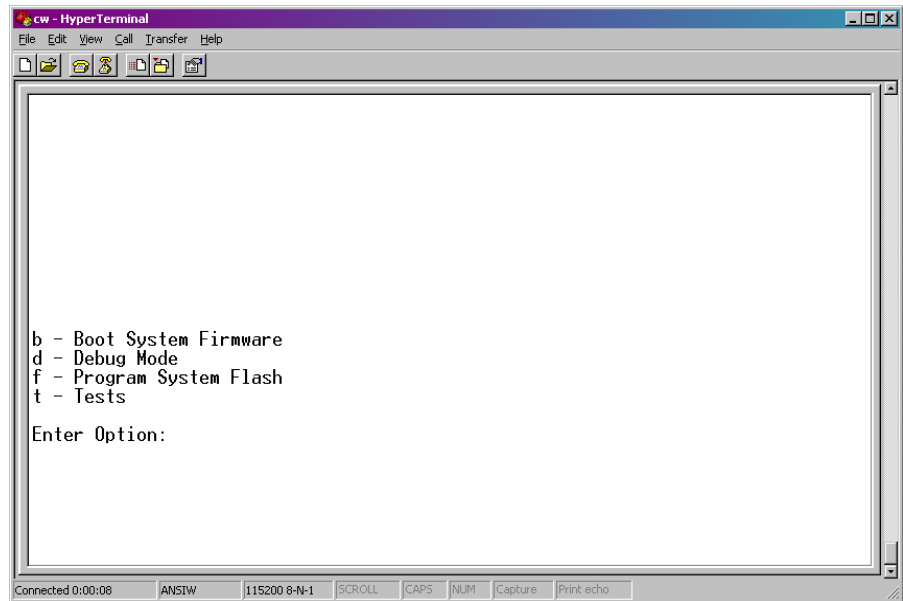 cw - HyperTerminal
File Edit View Call Transfer Help
b - Boot System Firmware
d - Debug Mode
f - Program System Flash
t - Tests
Enter Option:
Connected 0:00:08 ANSIW 115200 8-N-1 SCROLL CAPS NUM Capture Print echo